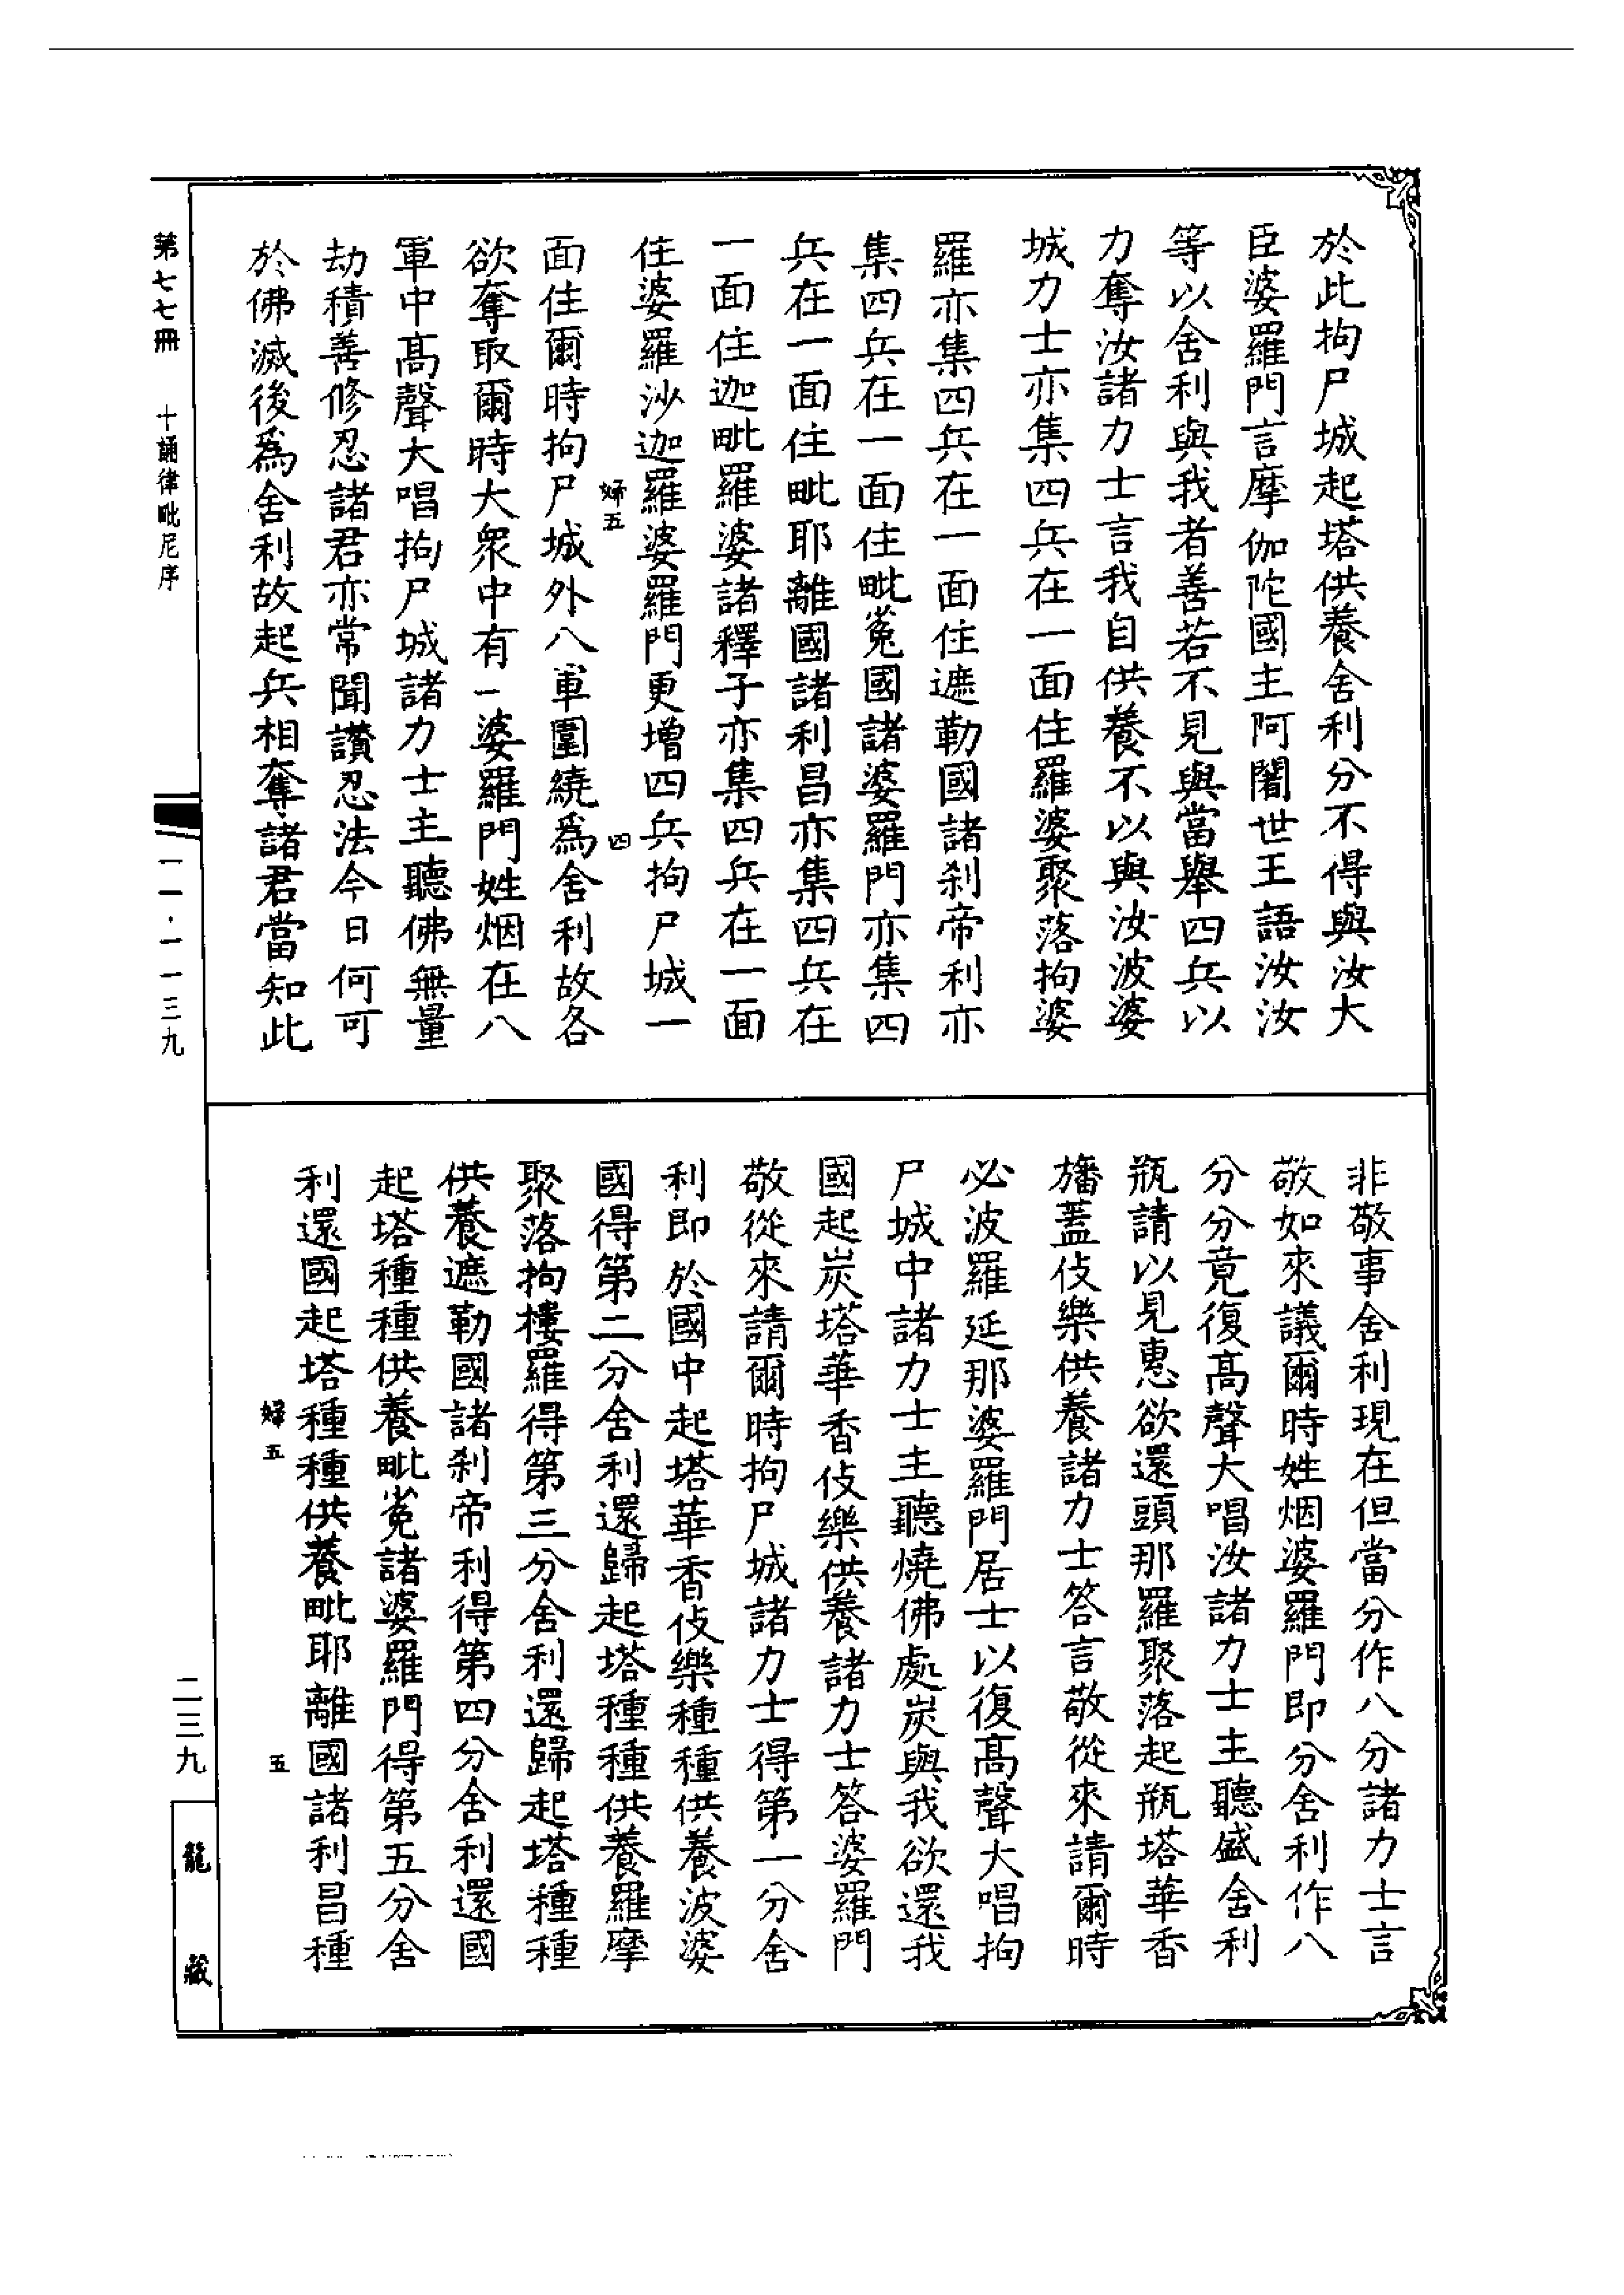 於此拘尸城起塔供養舍利分不得與汝大
臣婆羅門言摩伽陀國主阿闍世王語汝汝
等以舍利與我者善若不見與當舉四兵以
力奪汝諸力士言我自供養不以與汝波婆
城力士亦集四兵在一面住羅婆聚落拘婆
羅亦集四兵在一面住遮勒國諸刹帝利亦
集四兵在一面住毗㝹國諸婆羅門亦集四
兵在一面住毗耶離國諸利昌亦集四兵在
一面住迦毗羅婆諸釋子亦集四兵在一面
住婆羅沙迦羅婆羅門更增四兵拘尸城一
婦五
四
面住爾時拘尸城外八軍圍繞爲舍利故各
欲奪取爾時大衆中有一婆羅門姓烟在八
軍中高聲大唱拘尸城諸力士主聽佛無量
劫積善修忍諸君亦常聞讚忍法今日何可
於佛滅後爲舍利故起兵相奪諸君當知此
非敬事舍利現在但當分作八分諸力士言
敬如來議爾時姓烟婆羅門即分舍利作八
分分竟復高聲大唱汝諸力士主聽盛舍利
瓶請以見惠欲還頭那羅聚落起瓶塔華香
旛蓋伎樂供養諸力士答言敬從來請爾時
必波羅延那婆羅門居士以復高聲大唱拘
尸城中諸力士主聽燒佛處炭與我欲還我
國起炭塔華香伎樂供養諸力士答婆羅門
敬從來請爾時拘尸城諸力士得第一分舍
利即於國中起塔華香伎樂種種供養波婆
國得第二分舍利還歸起塔種種供養羅摩
聚落拘樓羅得第三分舍利還歸起塔種種
供養遮勒國諸刹帝利得第四分舍利還國
起塔種種供養毗㝹諸婆羅門得第五分舍
利還國起塔種種供養毗耶離國諸利昌種
婦五
五
第七七冊 十誦律毗尼序
一一·一一三九
二三九
龍藏